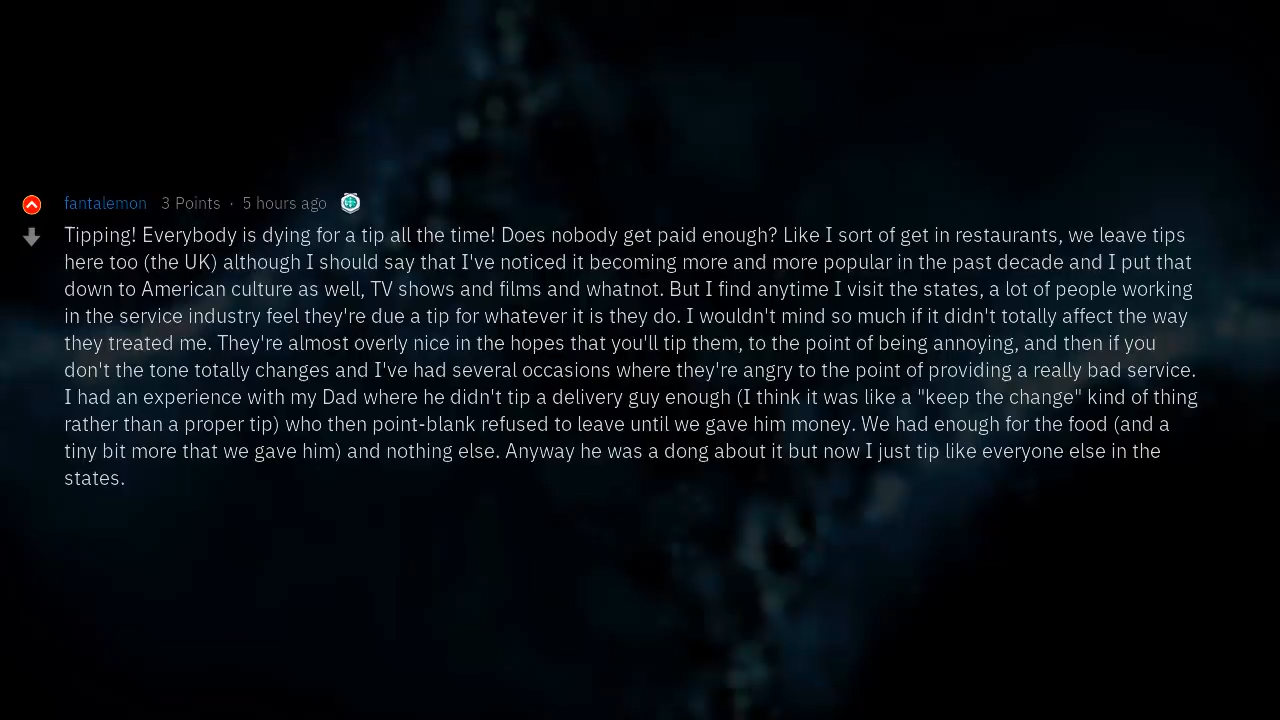 fantalemon 3 Points · 5 hours ago
Tipping! Everybody is dying for a tip all the time! Does nobody get paid enough? Like I sort of get in restaurants, we leave tips
here too (the UK) although I should say that I've noticed it becoming more and more popular in the past decade and I put that
down to American culture as well, TV shows and films and whatnot. But I find anytime I visit the states, a lot of people working
in the service industry feel they're due a tip for whatever it is they do. I wouldn't mind so much if it didn't totally affect the way
they treated me. They're almost overly nice in the hopes that you'll tip them, to the point of being annoying, and then if you
don't the tone totally changes and I've had several occasions where they're angry to the point of providing a really bad service.
I had an experience with my Dad where he didn't tip a delivery guy enough (I think it was like a "keep the change" kind of thing
rather than a proper tip) who then point-blank refused to leave until we gave him money. We had enough for the food (and a
tiny bit more that we gave him) and nothing else. Anyway he was a dong about it but now I just tip like everyone else in the
states.